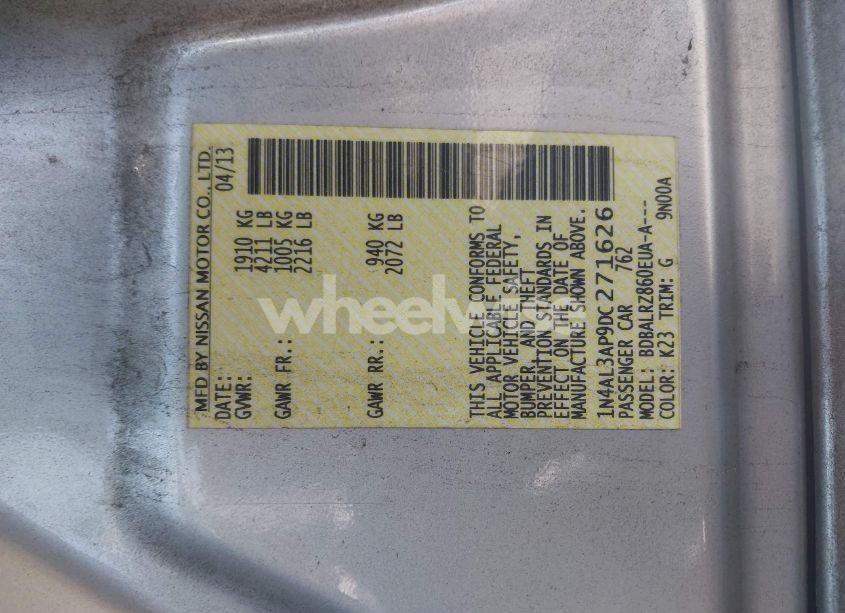 MFD BY NISSAN MOTOR CO., LTD.
DATE: 04/13
GVWR: 1910 KG
4211 LB
GAWR FR.: 1005 KG
2216 LB
GAWR RR.: 940 KG
2072 LB
THIS VEHICLE CONFORMS TO
ALL APPLICABLE FEDERAL
MOTOR VEHICLE SAFETY,
BUMPER, AND THEFT
PREVENTION STANDARDS IN
EFFECT ON THE DATE OF
MANUFACTURE SHOWN ABOVE.
1N4AL3AP9DC271626
PASSENGER CAR 762
MODEL: BDBALRZ860EUA-A---
COLOR: K23 TRIM: G 9N00A